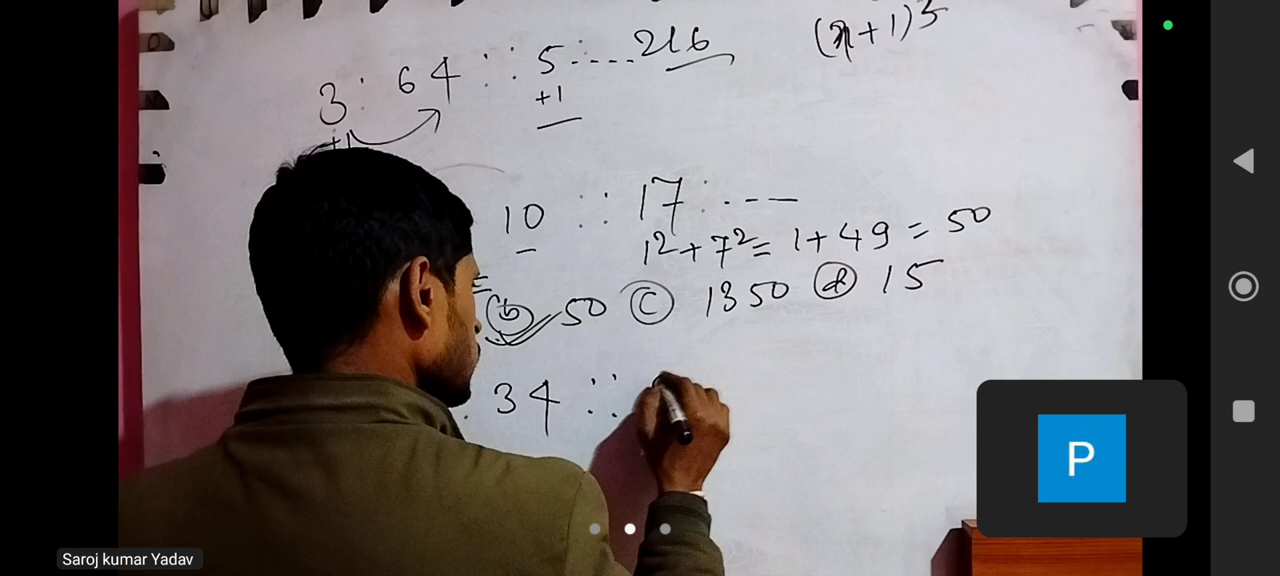 3 : 64 :: 5 : .... 216 (x+1)³
+1 +1
10 :: 17 : ---
1² + 7² = 1 + 49 = 50
(b) 50 (C) 1350 (d) 15
34 ::
P
Saroj kumar Yadav